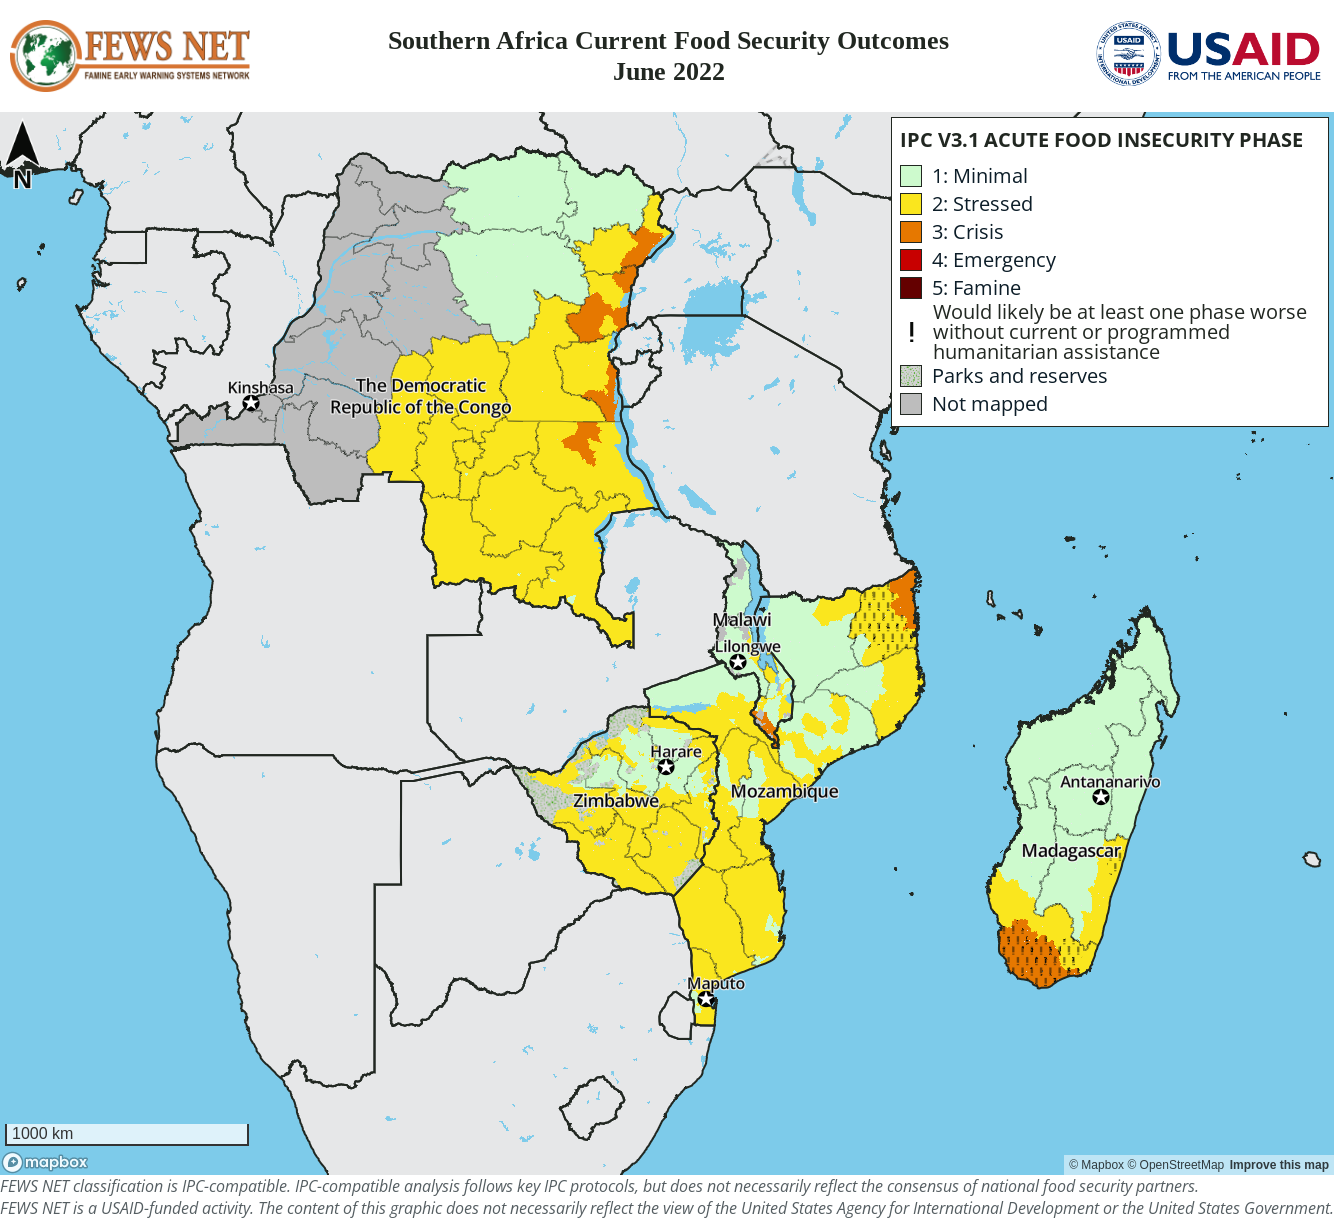 FEWS NET
FAMINE EARLY WARNING SYSTEMS NETWORK
Southern Africa Current Food Security Outcomes
June 2022
UNITED STATES AGENCY
USAID
INTERNATIONAL DEVELOPMENT
USAID
FROM THE AMERICAN PEOPLE
N
IPC V3.1 ACUTE FOOD INSECURITY PHASE
1: Minimal
2: Stressed
3: Crisis
4: Emergency
5: Famine
! Would likely be at least one phase worse
without current or programmed
humanitarian assistance
Parks and reserves
Not mapped
Kinshasa
The Democratic
Republic of the Congo
Malawi
Lilongwe
Harare
Zimbabwe
Mozambique
Antananarivo
Madagascar
Maputo
1000 km
mapbox
© Mapbox © OpenStreetMap Improve this map
FEWS NET classification is IPC-compatible. IPC-compatible analysis follows key IPC protocols, but does not necessarily reflect the consensus of national food security partners.
FEWS NET is a USAID-funded activity. The content of this graphic does not necessarily reflect the view of the United States Agency for International Development or the United States Government.